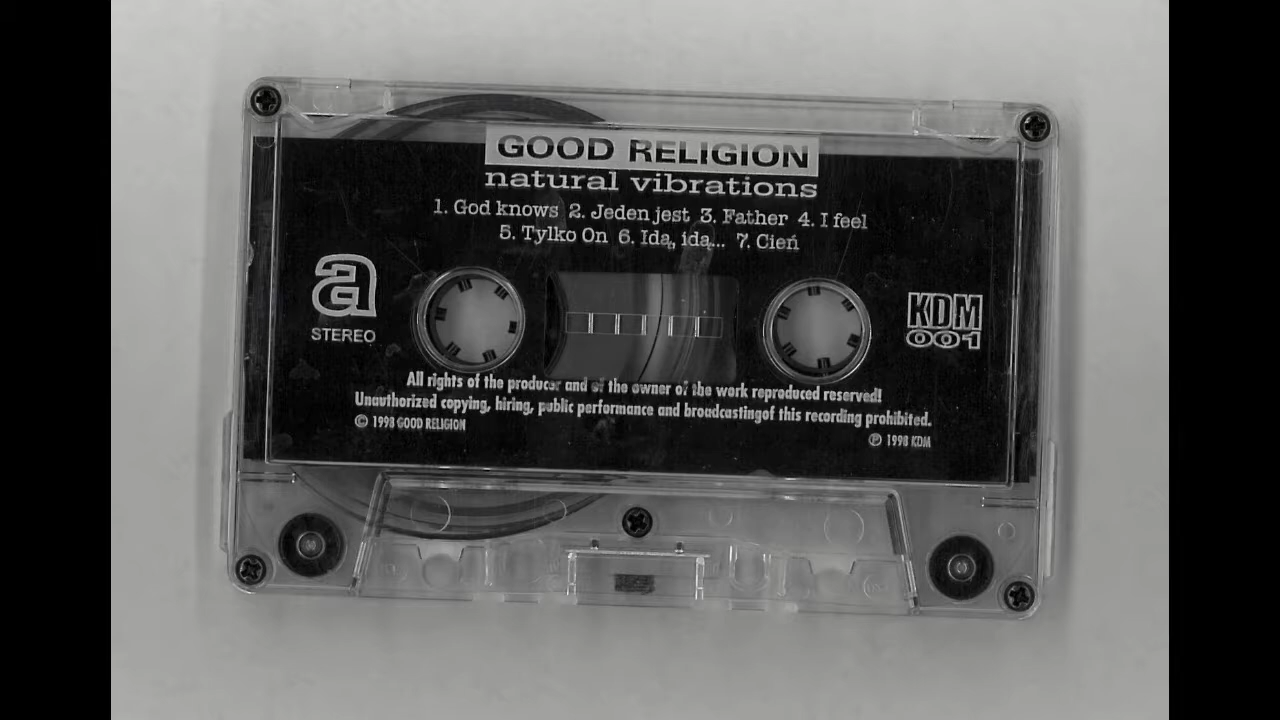 GOOD RELIGION
natural vibrations
1. God knows 2. Jeden jest 3. Father 4. I feel
5. Tylko On 6. Idą, idą... 7. Cień
a
STEREO
KDM
001
All rights of the producer and of the owner of the work reproduced reserved!
Unauthorized copying, hiring, public performance and broadcastingof this recording prohibited.
© 1998 GOOD RELIGION
℗ 1998 KDM